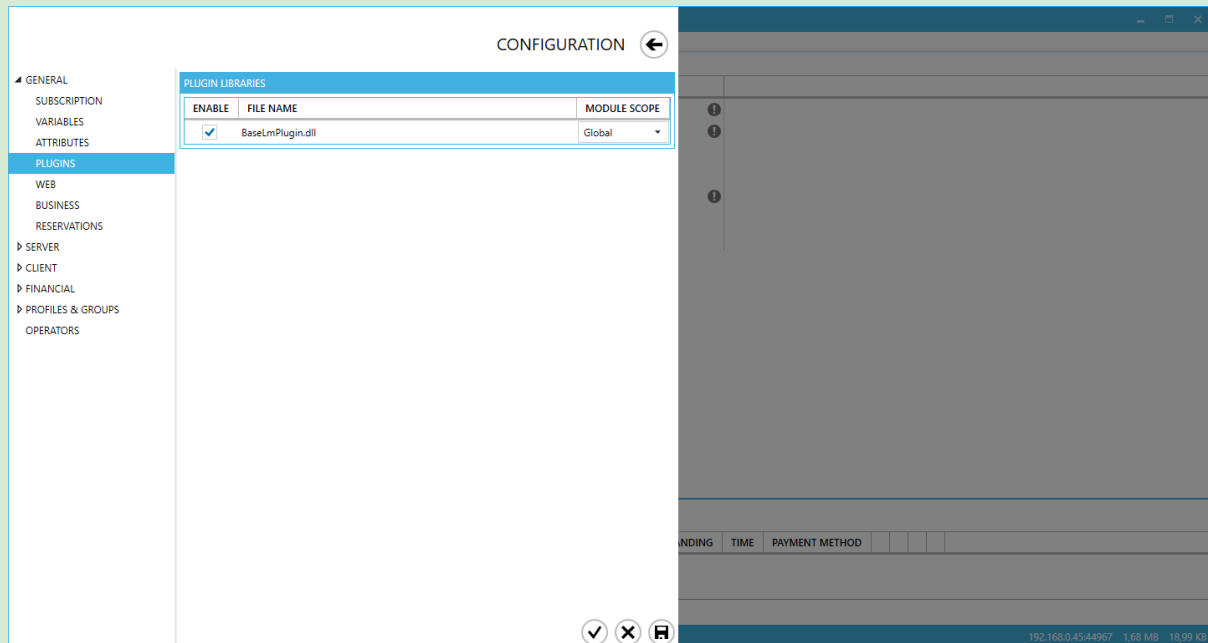 CONFIGURATION
GENERAL
SUBSCRIPTION
VARIABLES
ATTRIBUTES
PLUGINS
WEB
BUSINESS
RESERVATIONS
SERVER
CLIENT
FINANCIAL
PROFILES & GROUPS
OPERATORS
PLUGIN LIBRARIES
ENABLE FILE NAME MODULE SCOPE
BaseLmPlugin.dll Global
NDING TIME PAYMENT METHOD
192.168.0.45:44967 1,68 MB 18,99 KB